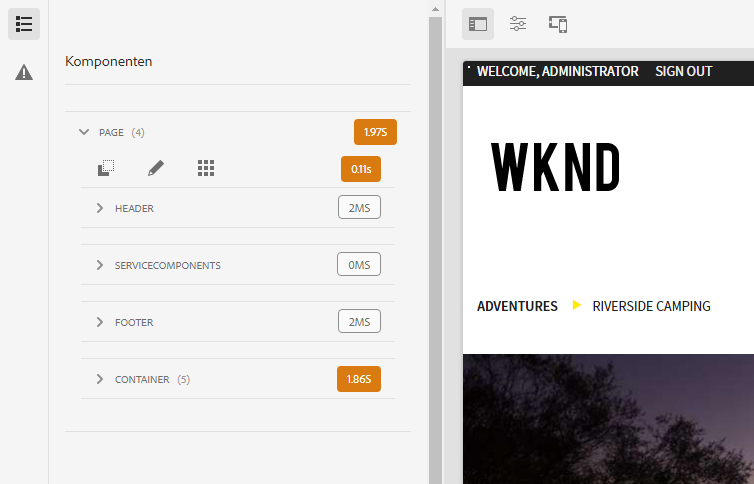 Komponenten
PAGE (4) 1.97S
0.11s
HEADER 2MS
SERVICECOMPONENTS 0MS
FOOTER 2MS
CONTAINER (5) 1.86S
WELCOME, ADMINISTRATOR SIGN OUT
WKND
ADVENTURES RIVERSIDE CAMPING